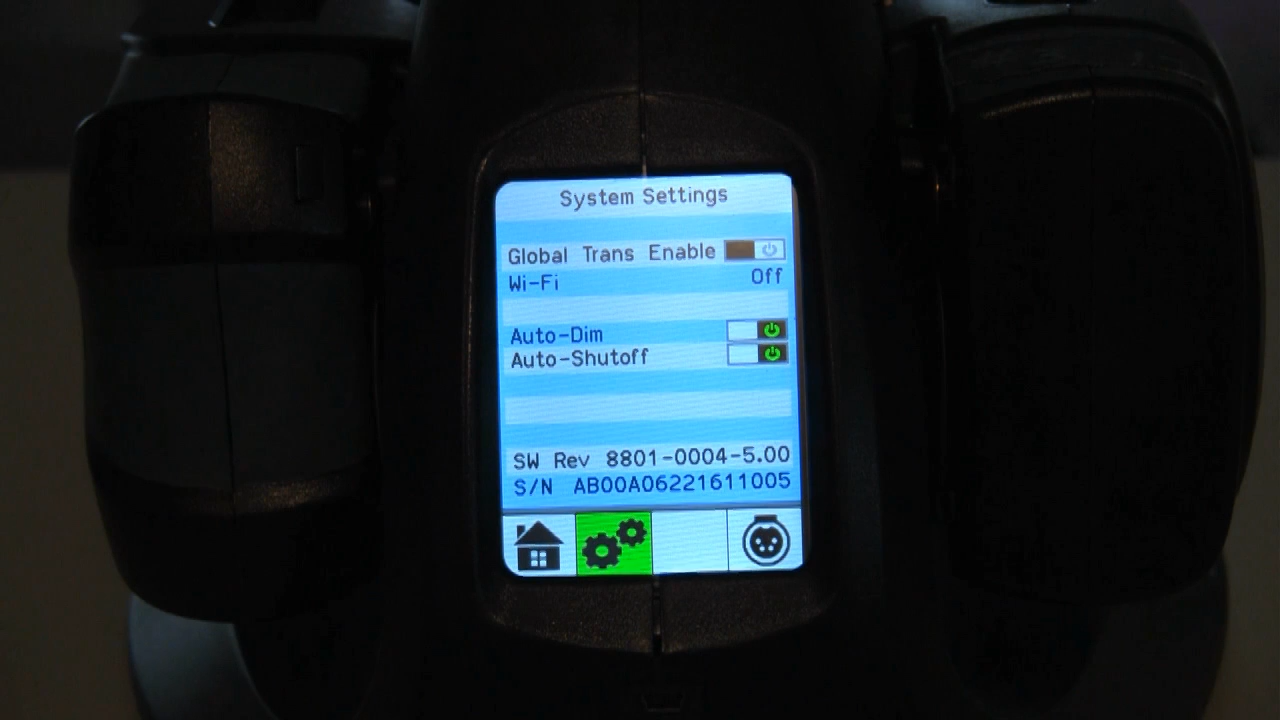 System Settings
Global Trans Enable
Wi-Fi Off
Auto-Dim
Auto-Shutoff
SW Rev 8801-0004-5.00
S/N AB00A06221611005